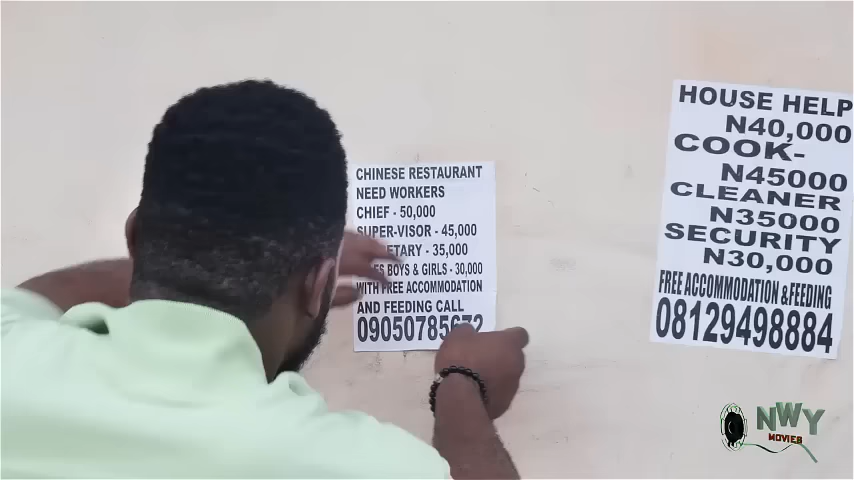 CHINESE RESTAURANT
NEED WORKERS
CHIEF - 50,000
SUPER-VISOR - 45,000
ETARY - 35,000
ES BOYS & GIRLS - 30,000
WITH FREE ACCOMMODATION
AND FEEDING CALL
09050785672
HOUSE HELP
N40,000
COOK-
N45000
CLEANER
N35000
SECURITY
N30,000
FREE ACCOMMODATION &FEEDING
08129498884
NWY
MOVIES